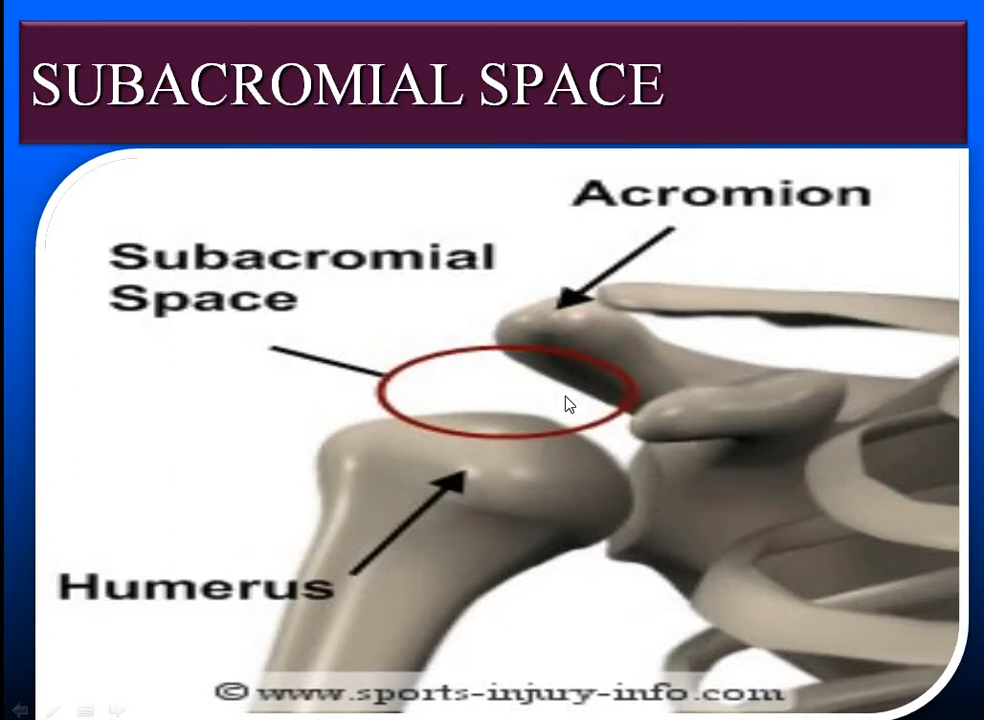 SUBACROMIAL SPACE
Acromion
Subacromial
Space
Humerus
© www.sports-injury-info.com